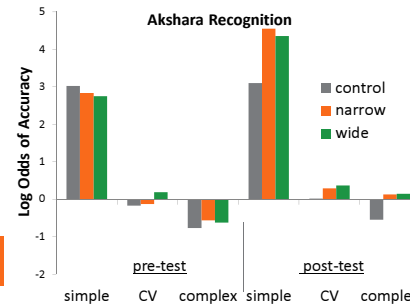 Akshara Recognition
Log Odds of Accuracy
5
4
3
2
1
0
-1
-2
control
narrow
wide
pre-test
post-test
simple CV complex simple CV comple